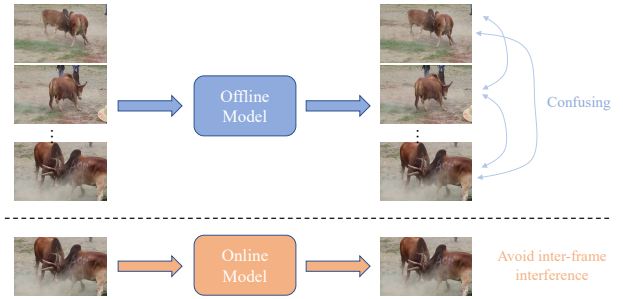 Offline
Model
Confusing
Online
Model
Avoid inter-frame
interference